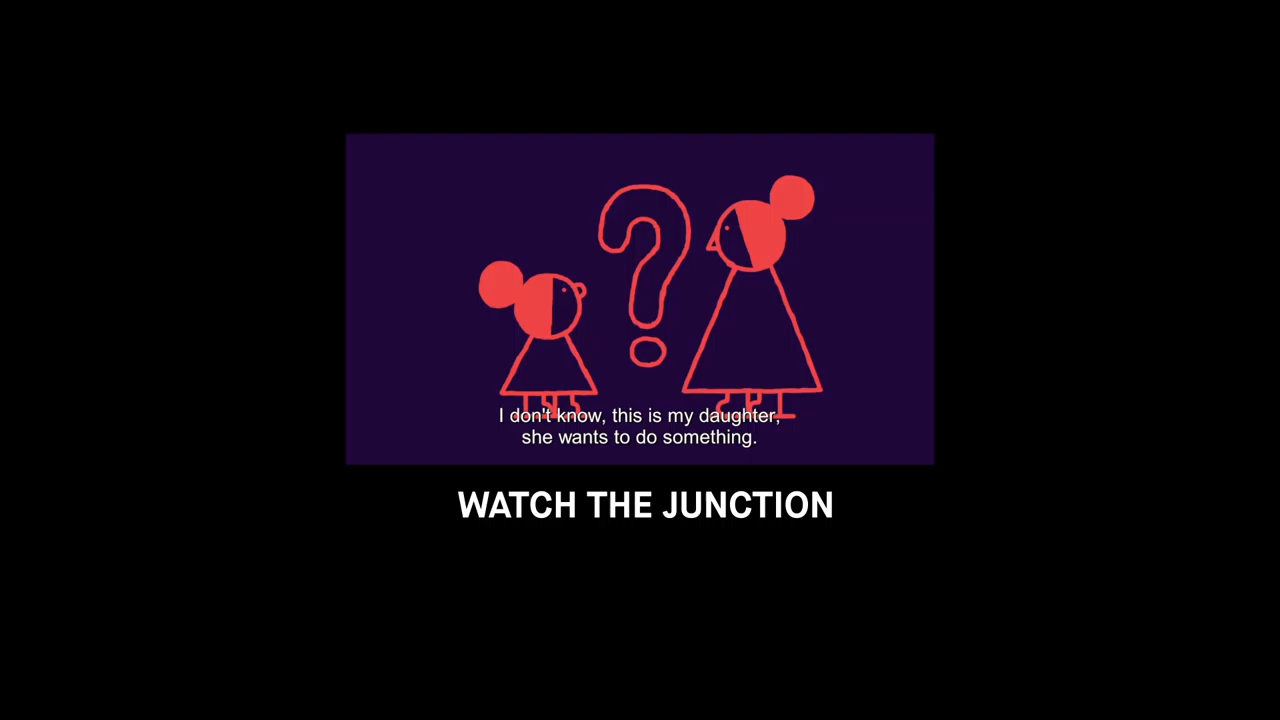 ?
I don't know, this is my daughter,
she wants to do something.
WATCH THE JUNCTION